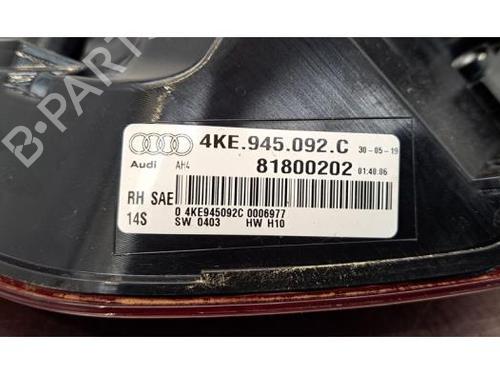 B-PARTS
4KE.945.092.C 30-05-19
Audi AH4 81800202 01:40:06
RH SAE
14S
0 4KE945092C 0006977
SW 0403 HW H10